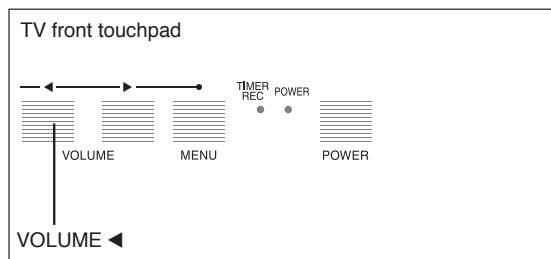 TV front touchpad
TIMER
REC
POWER
VOLUME
MENU
POWER
VOLUME ◀